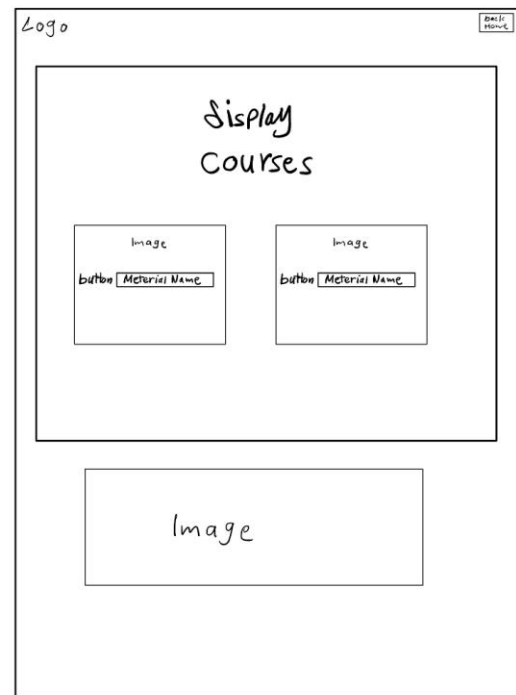 Logo
back
Home
display
Courses
Image
button Meterial Name
Image
button Meterial Name
Image